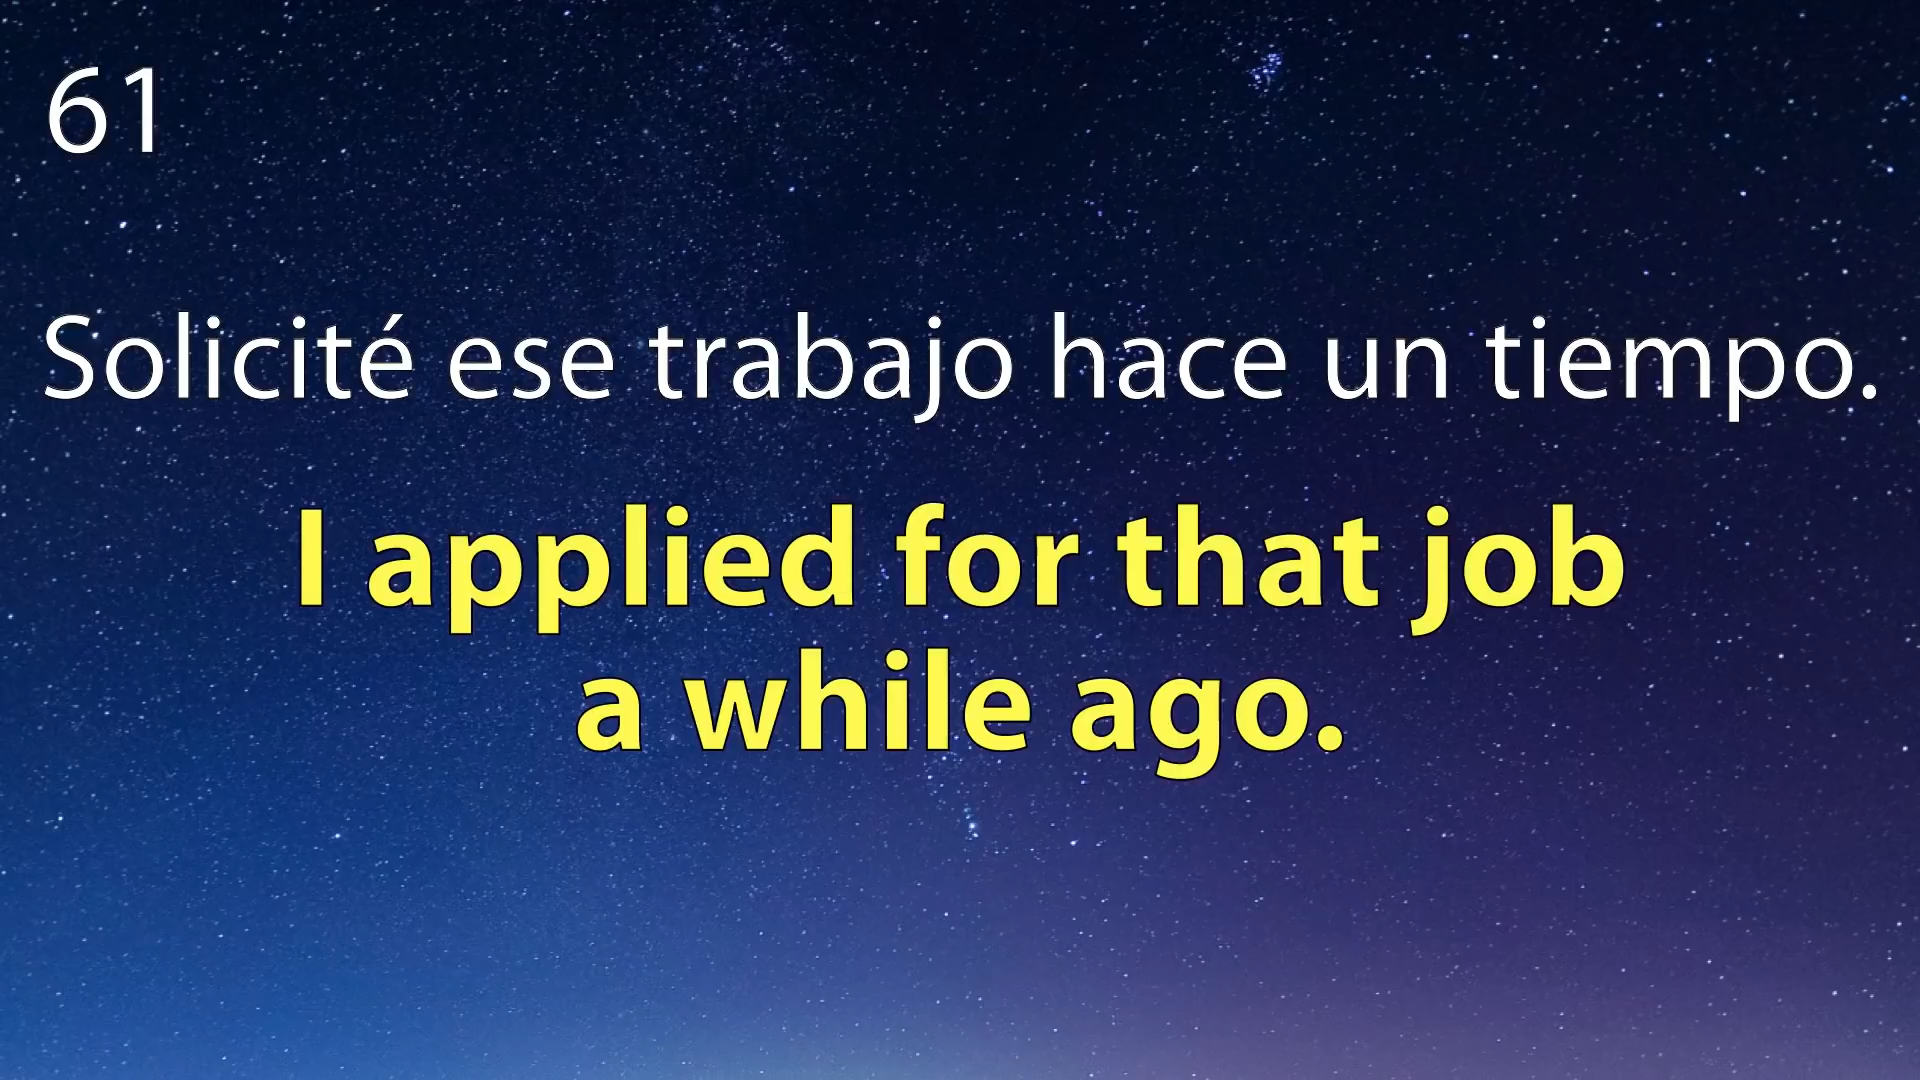 61
Solicité ese trabajo hace un tiempo.
I applied for that job
a while ago.